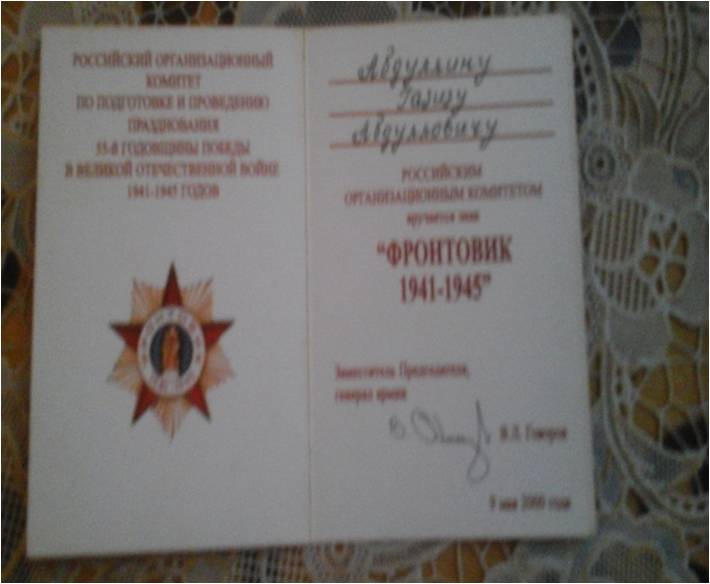 РОССИЙСКИЙ ОРГАНИЗАЦИОННЫЙ
КОМИТЕТ
ПО ПОДГОТОВКЕ И ПРОВЕДЕНИЮ
ПРАЗДНОВАНИЯ
55-Й ГОДОВЩИНЫ ПОБЕДЫ
В ВЕЛИКОЙ ОТЕЧЕСТВЕННОЙ ВОЙНЕ
1941-1945 ГОДОВ
Абдуллину
Газизу
Абдулловичу
РОССИЙСКИМ
ОРГАНИЗАЦИОННЫМ КОМИТЕТОМ
вручается знак
"ФРОНТОВИК
1941-1945"
Заместитель Председателя,
генерал армии
В.Л. Говоров
9 мая 2000 года